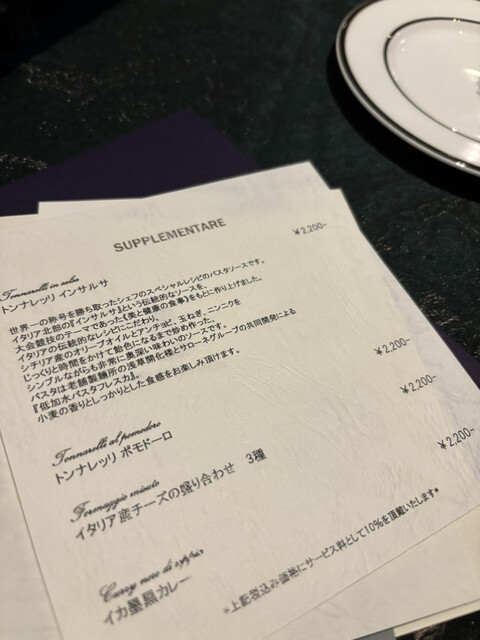 SUPPLEMENTARE
Tonnarelli in salsa ¥2,200-
トンナレッリ インサルサ
世界一の称号を勝ち取ったシェフのスペシャルレシピのパスタソースです。
イタリア北部の『インサルサ』という伝統的なソースを、
大会競技のテーマであった《美と健康の食事》をもとに作り上げました。
イタリアの伝統的なレシピにこだわり、
シチリア産のオリーブオイルとアンチョビ、玉ねぎ、ニンニクを
じっくりと時間をかけて飴色になるまで炒め作った、
シンプルながらも非常に奥深い味わいのソースです。
パスタは老舗製麺所の浅草開化楼とサローネグループの共同開発による
『低加水パスタフレスカ』。
小麦の香りとしっかりとした食感をお楽しみ頂けます。
Tonnarelli al pomodoro ¥2,200-
トンナレッリ ポモドーロ
Formaggio misuto ¥2,200-
イタリア産チーズの盛り合わせ 3種
Curry nero di seppia ¥2,200-
イカ墨黒カレー
*上記税込み価格にサービス料として10%を頂戴いたします*